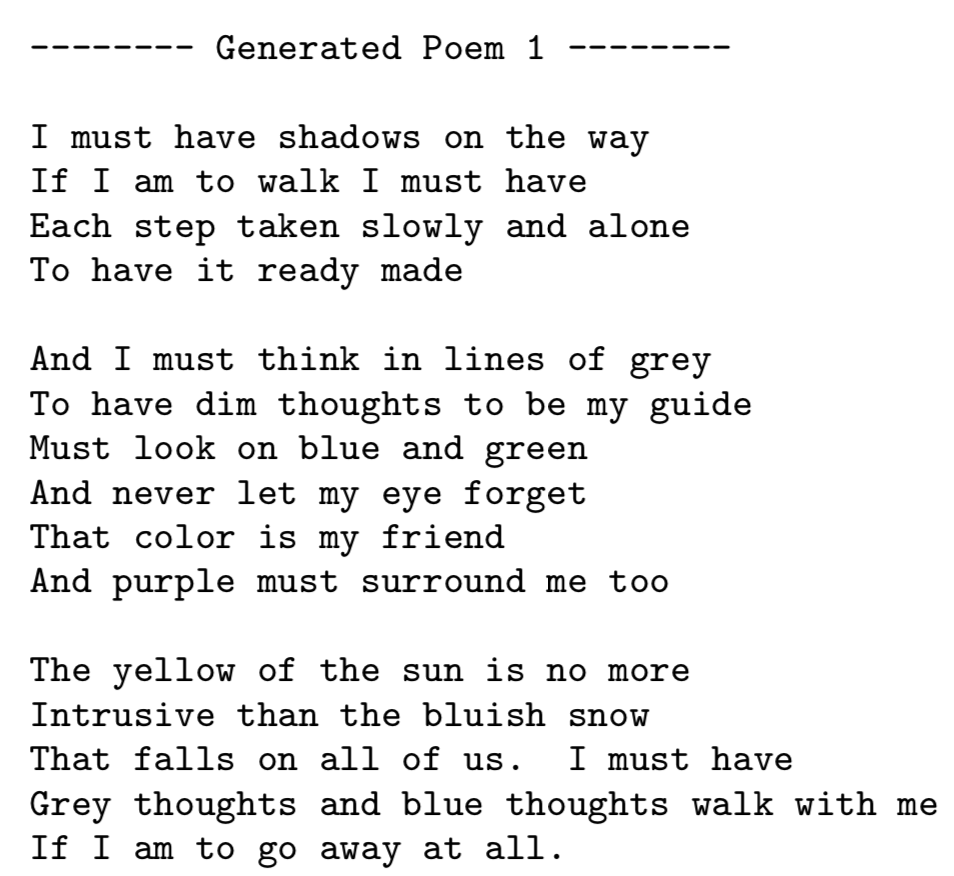 -------- Generated Poem 1 --------
I must have shadows on the way
If I am to walk I must have
Each step taken slowly and alone
To have it ready made
And I must think in lines of grey
To have dim thoughts to be my guide
Must look on blue and green
And never let my eye forget
That color is my friend
And purple must surround me too
The yellow of the sun is no more
Intrusive than the bluish snow
That falls on all of us.  I must have
Grey thoughts and blue thoughts walk with me
If I am to go away at all.